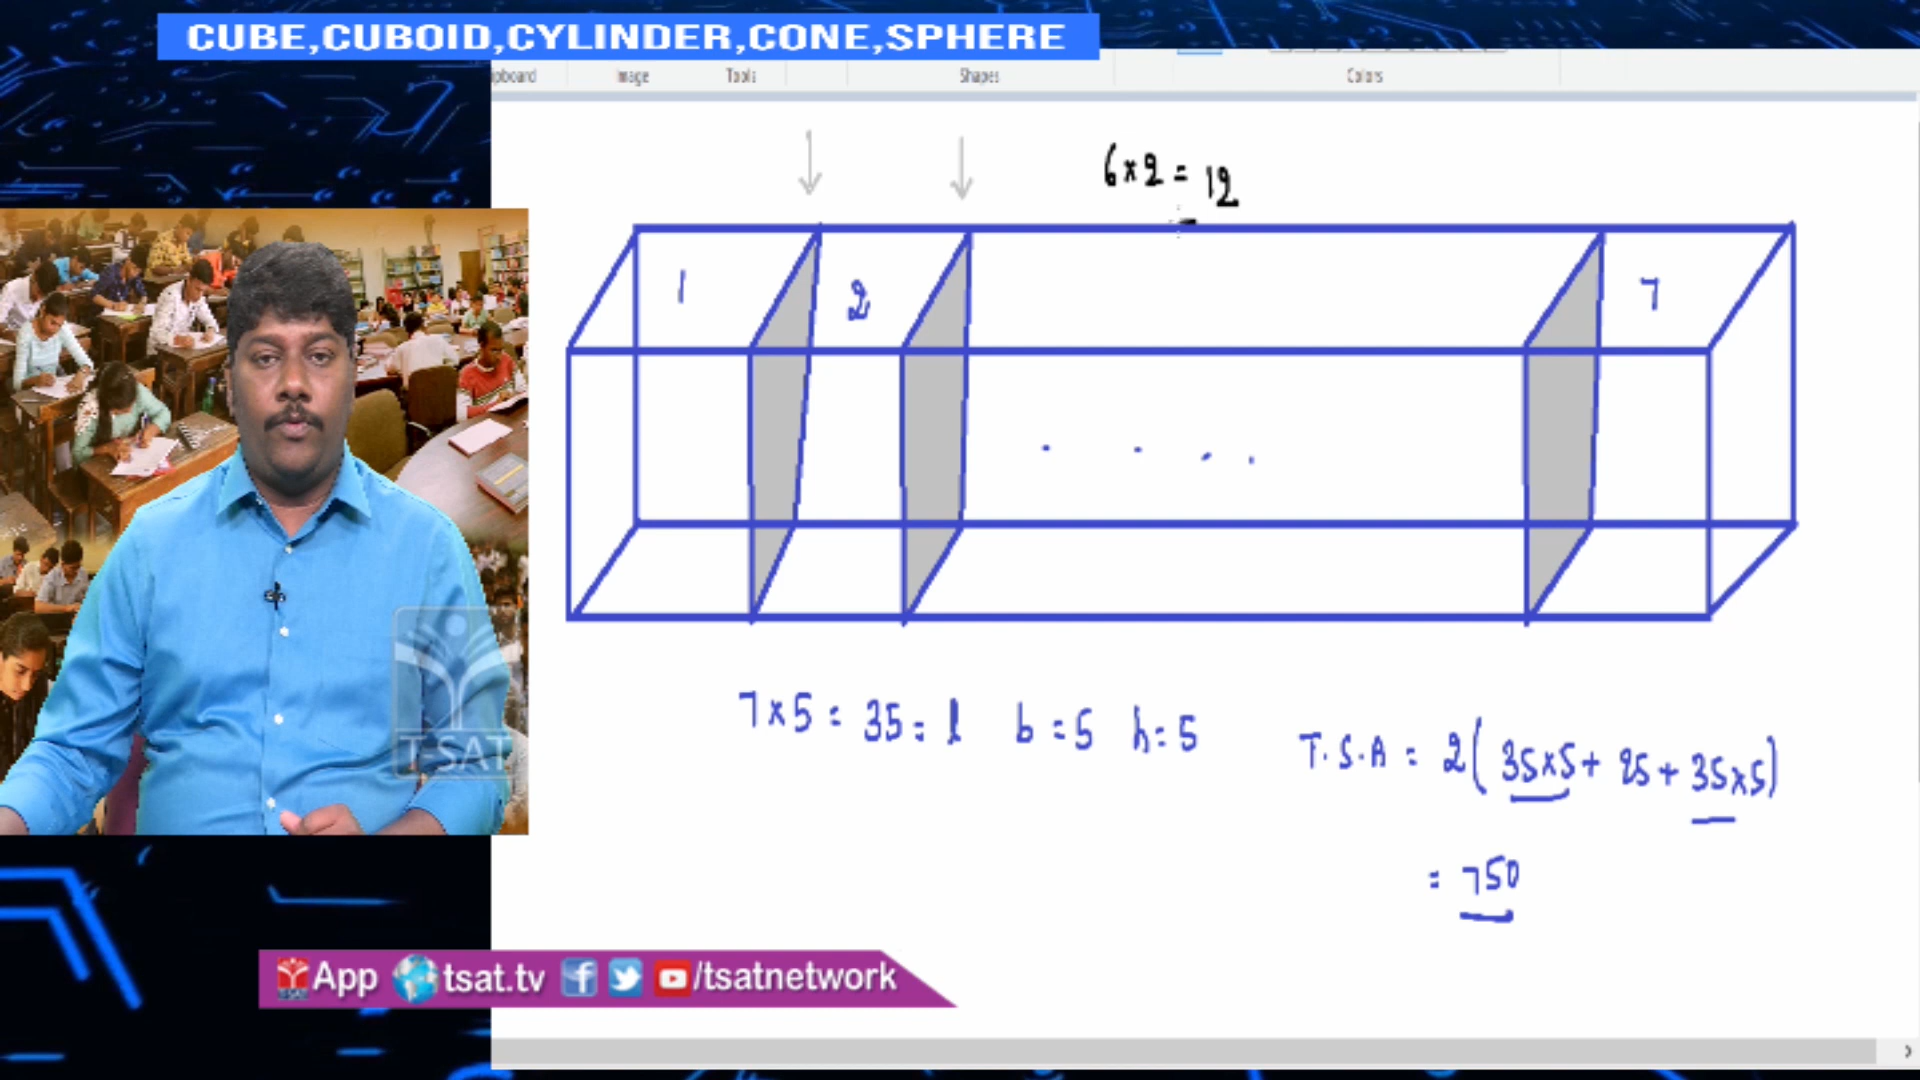 CUBE,CUBOID,CYLINDER,CONE,SPHERE
Image Tools Shapes Colors
6×2 = 12
1 2 7
. . . .
7×5 = 35 = l b = 5 h = 5
T.S.A = 2( 35×5 + 25 + 35×5)
= 750
T-SAT
App tsat.tv /tsatnetwork